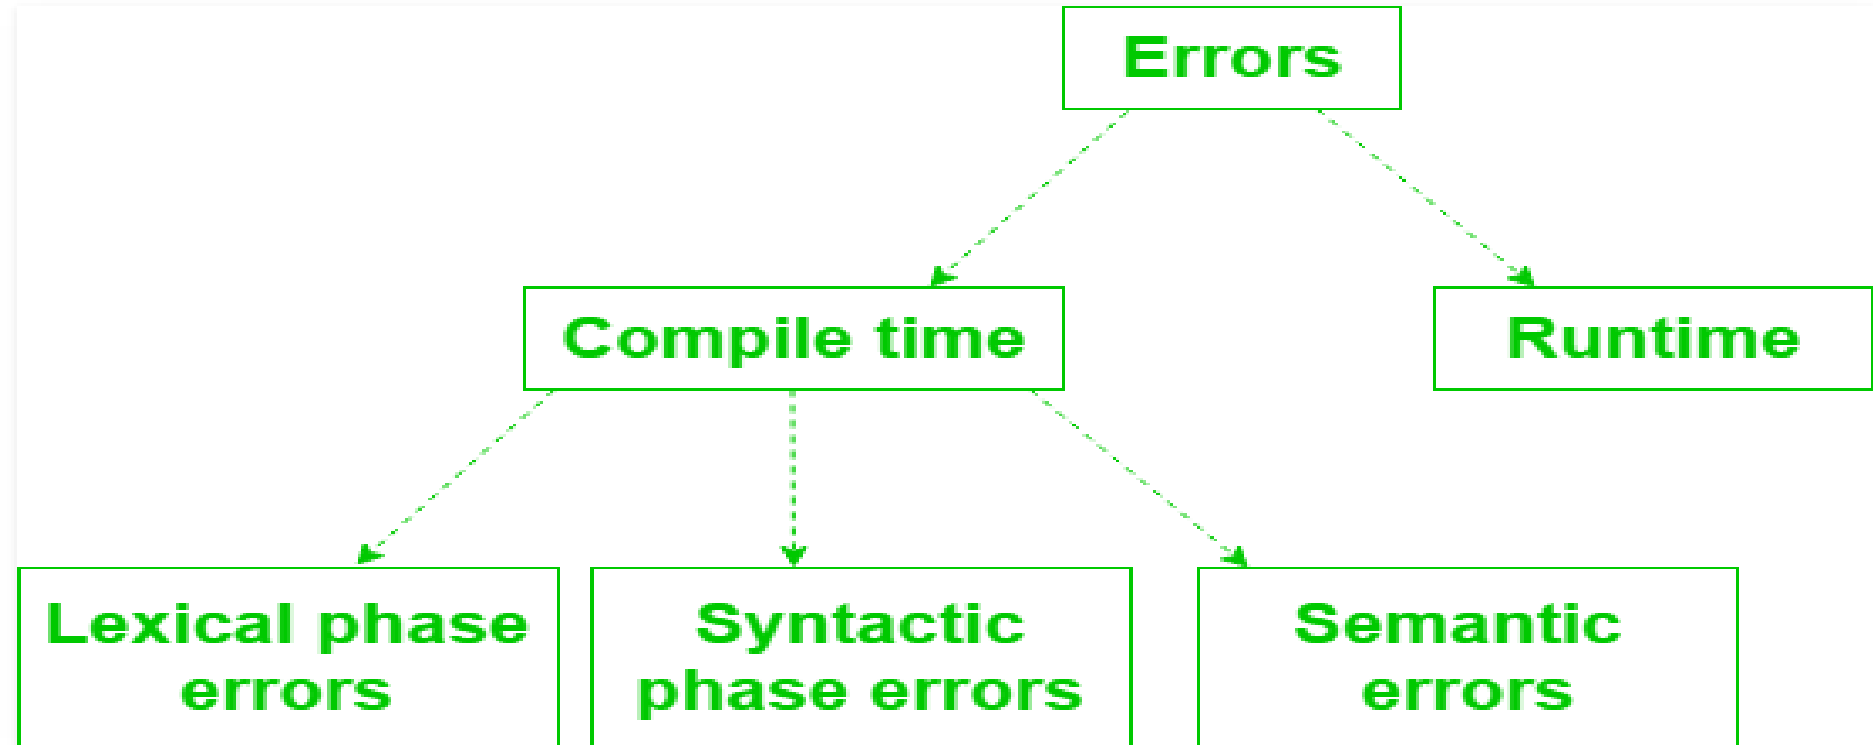 Errors
Compile time
Runtime
Lexical phase
errors
Syntactic
phase errors
Semantic
errors